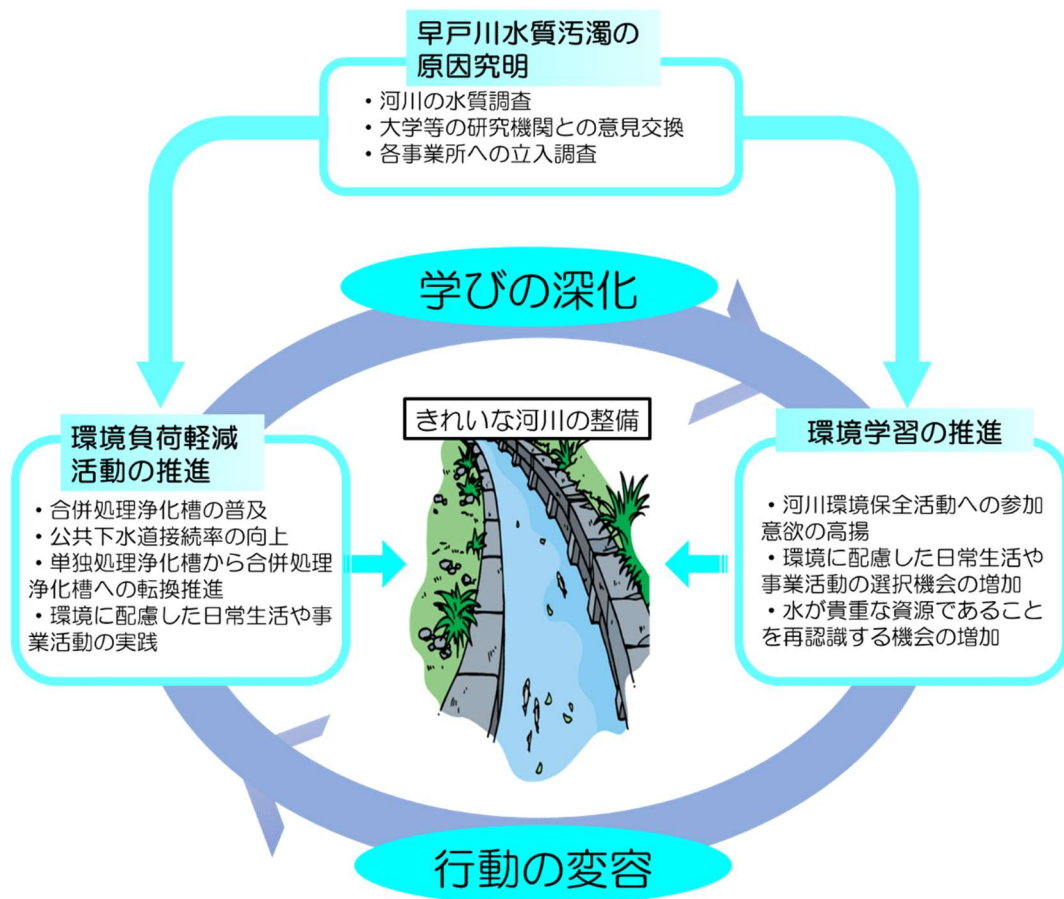 早戸川水質汚濁の
原因究明
・河川の水質調査
・大学等の研究機関との意見交換
・各事業所への立入調査
学びの深化
環境負荷軽減
活動の推進
・合併処理浄化槽の普及
・公共下水道接続率の向上
・単独処理浄化槽から合併処理
浄化槽への転換推進
・環境に配慮した日常生活や事
業活動の実践
きれいな河川の整備
環境学習の推進
・河川環境保全活動への参加
意欲の高揚
・環境に配慮した日常生活や
事業活動の選択機会の増加
・水が貴重な資源であること
を再認識する機会の増加
行動の変容